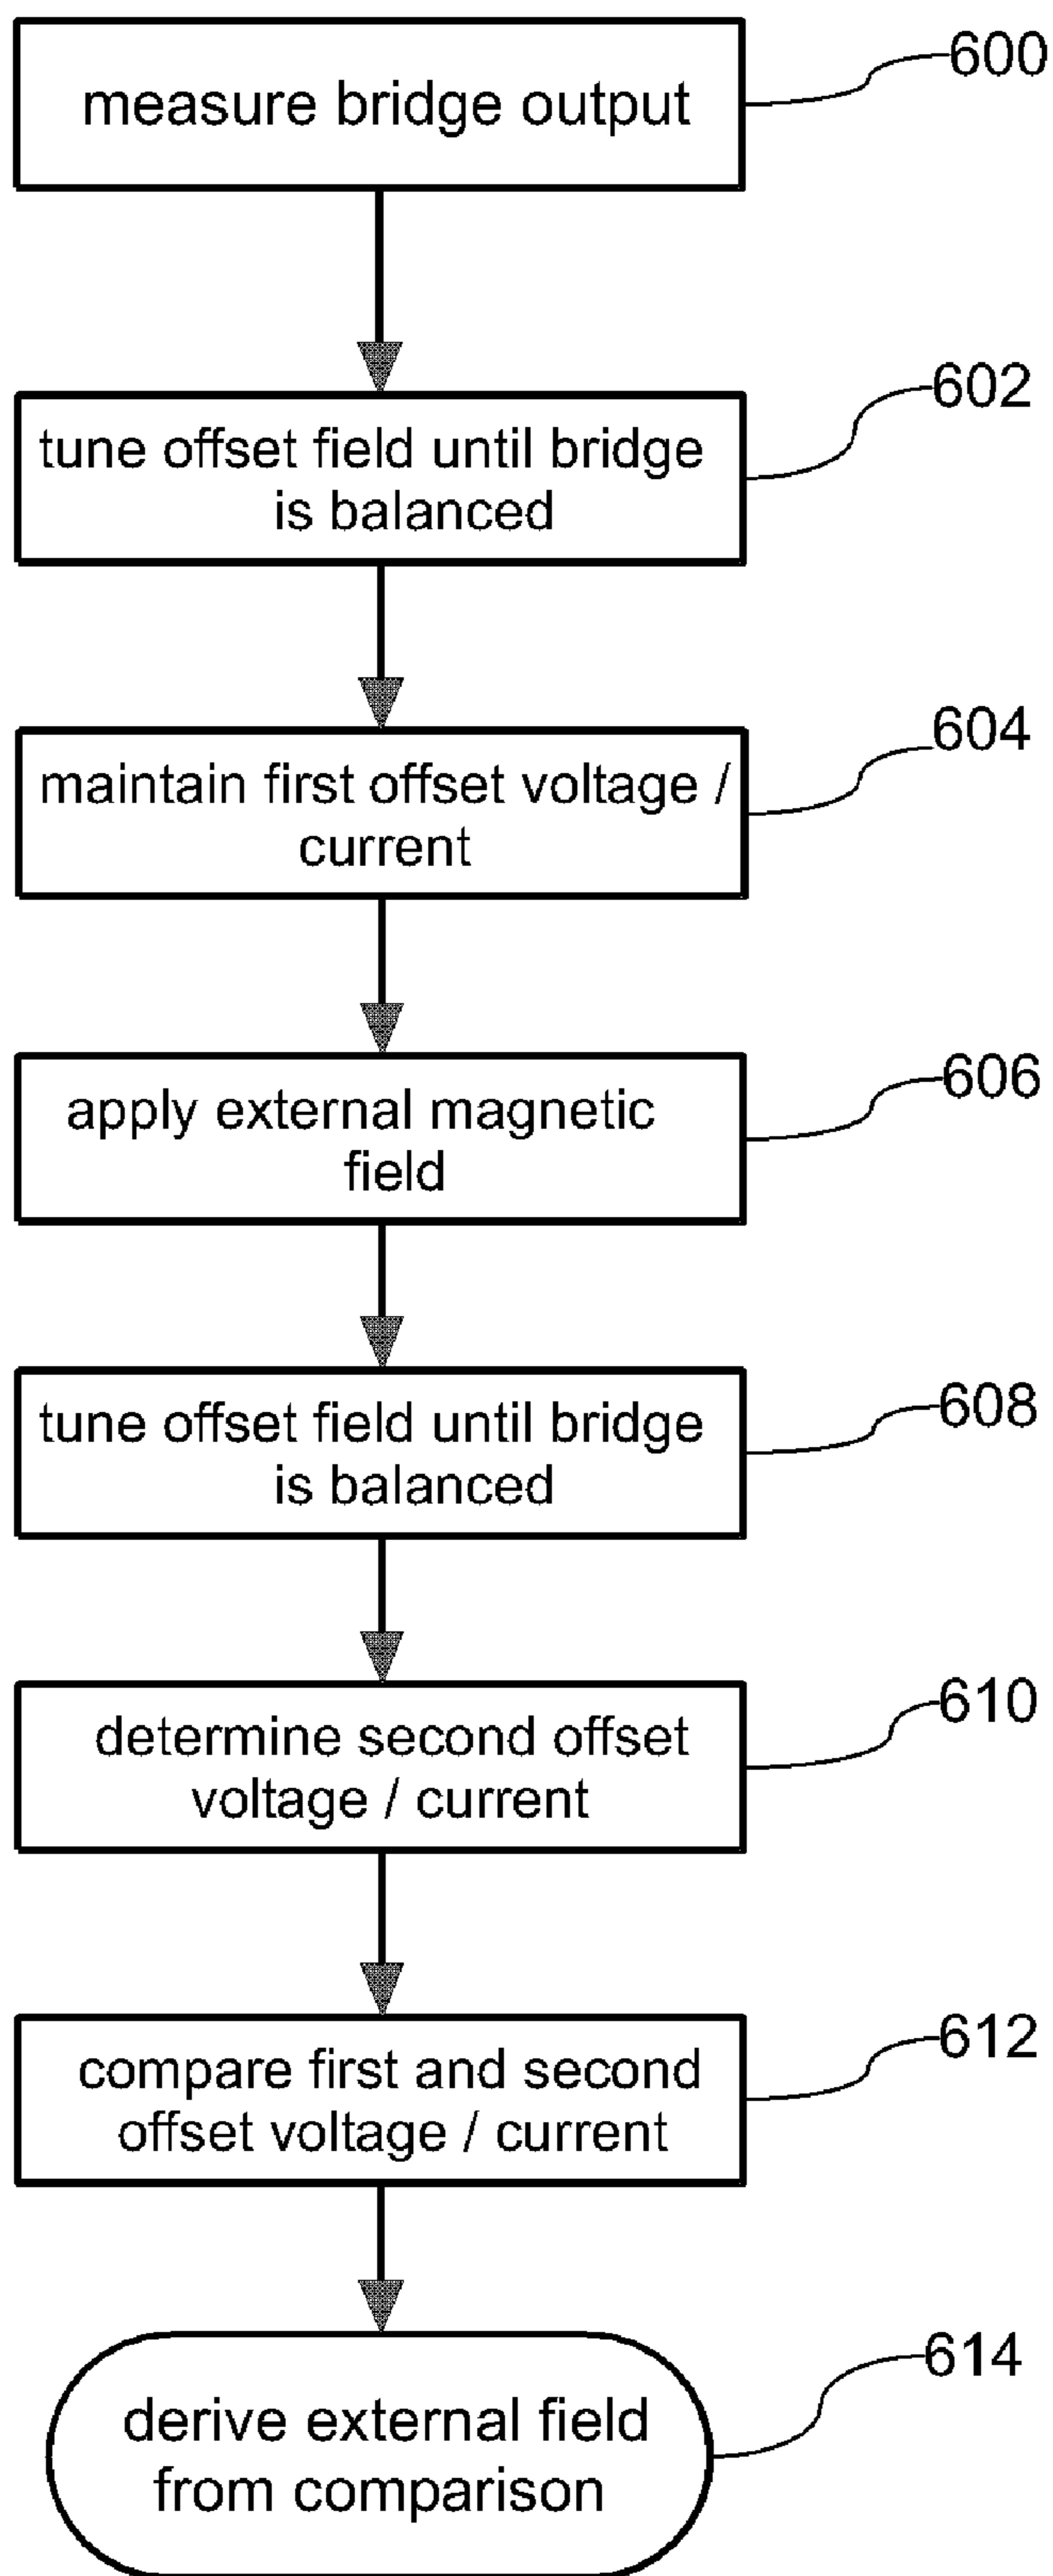 measure bridge output
600
tune offset field until bridge
is balanced
602
maintain first offset voltage /
current
604
apply external magnetic
field
606
tune offset field until bridge
is balanced
608
determine second offset
voltage / current
610
compare first and second
offset voltage / current
612
derive external field
from comparison
614